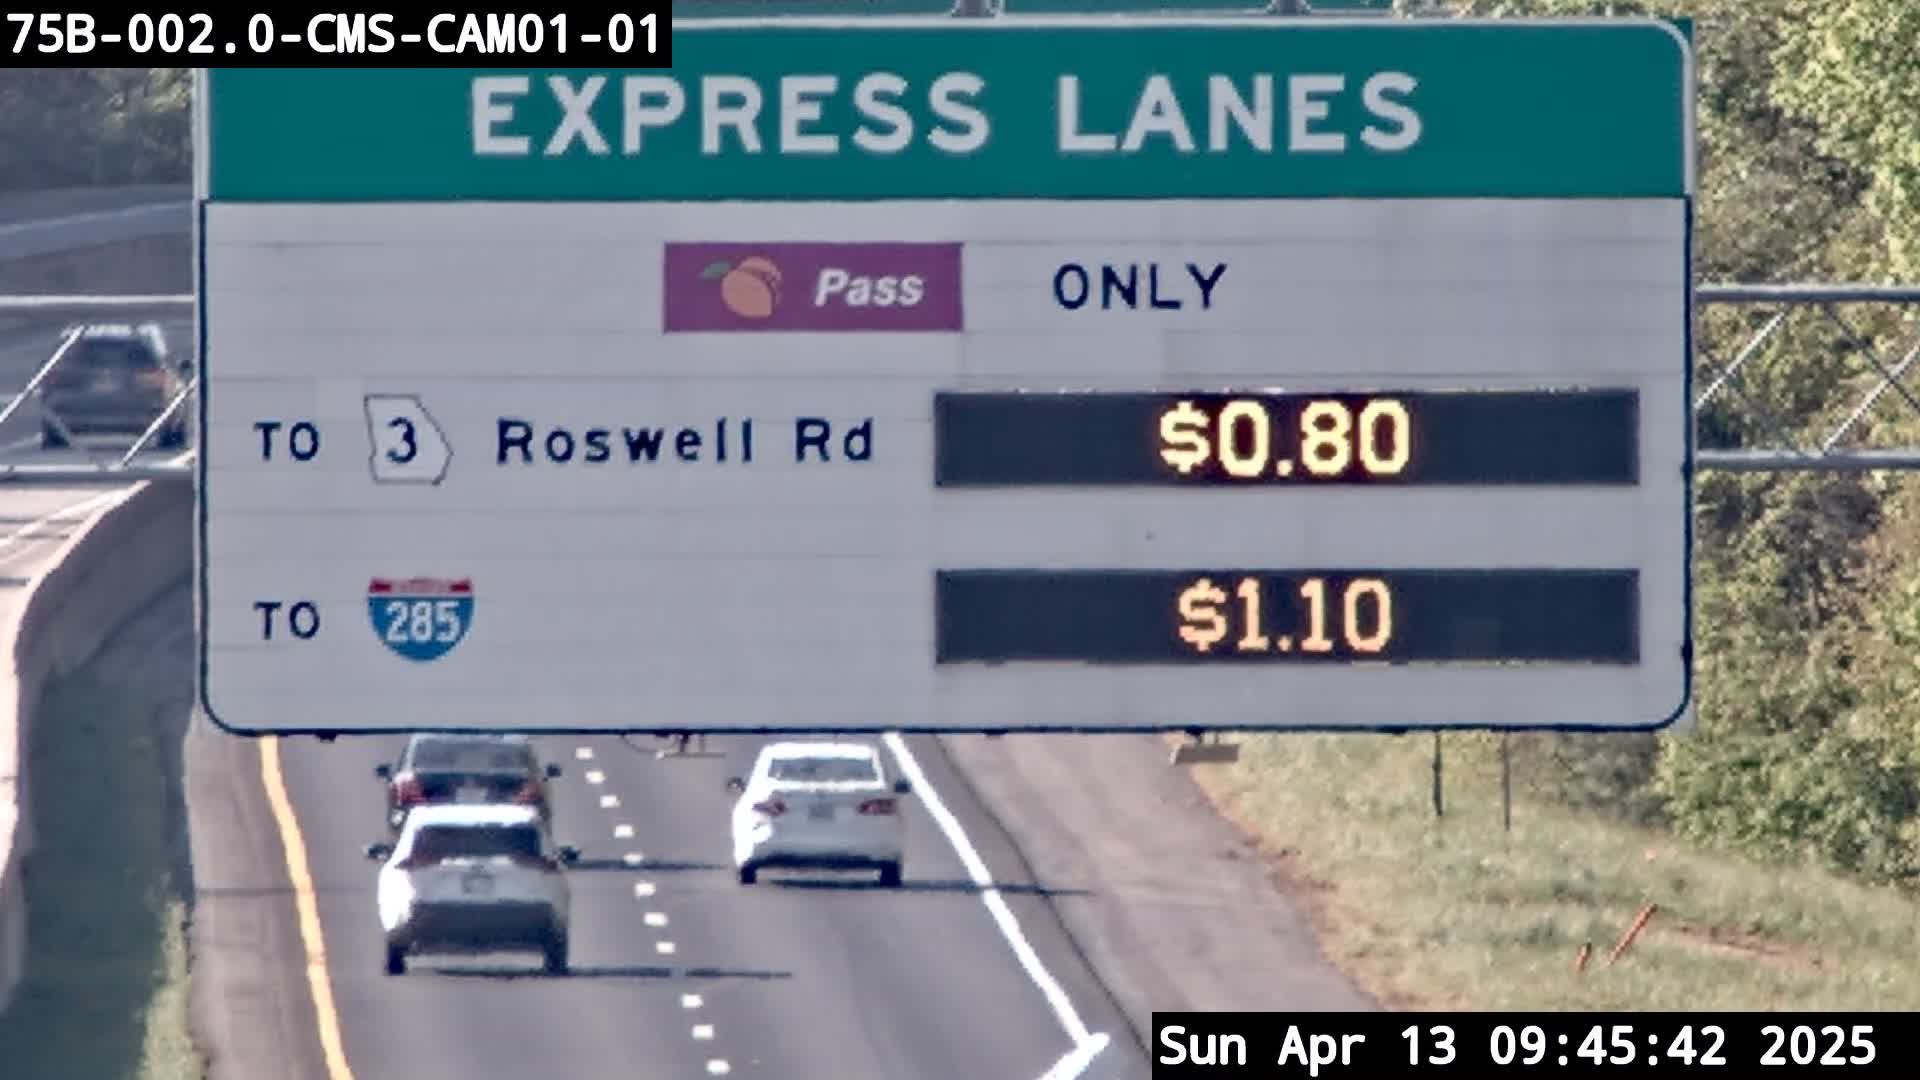 75B-002.0-CMS-CAM01-01
EXPRESS LANES
Pass ONLY
TO 3 Roswell Rd $0.80
TO 285 $1.10
Sun Apr 13 09:45:42 2025